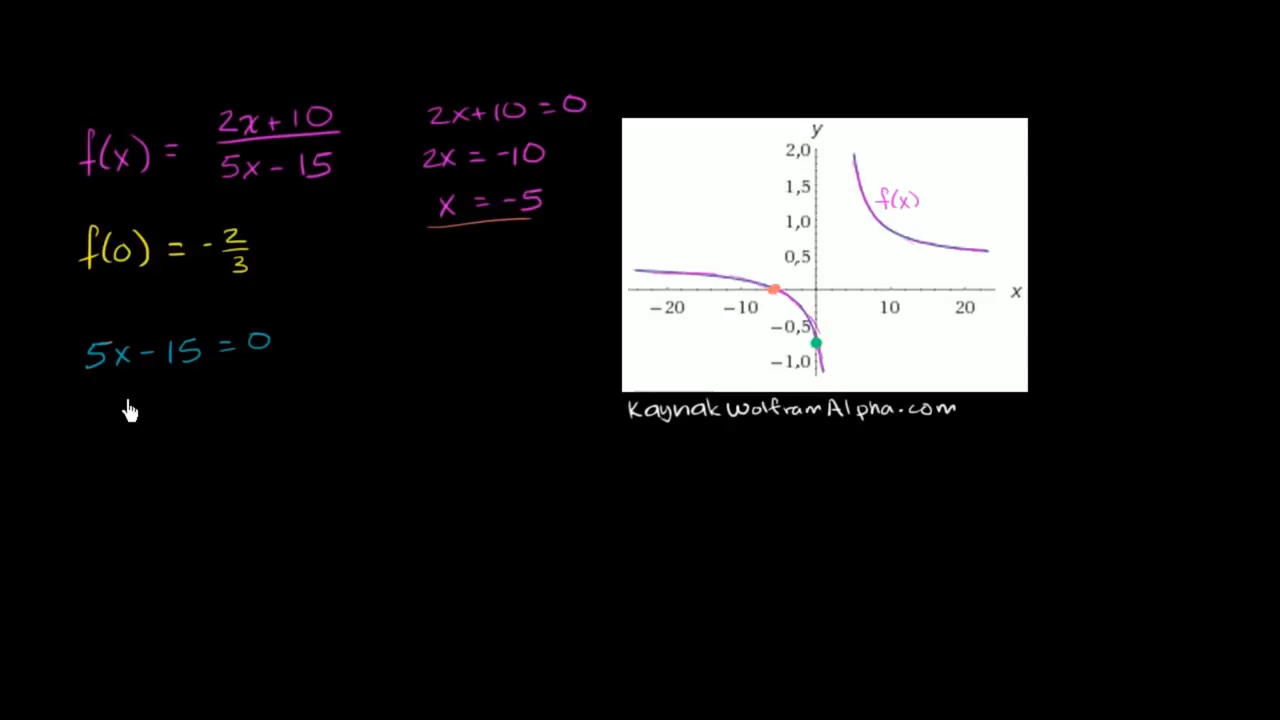 f(x) = 2x+10 / 5x-15
2x+10 = 0
2x = -10
x = -5
f(0) = -2/3
5x-15 = 0
y
2,0
1,5
1,0
0,5
-0,5
-1,0
-20 -10 10 20 x
f(x)
Kaynak WolframAlpha.com